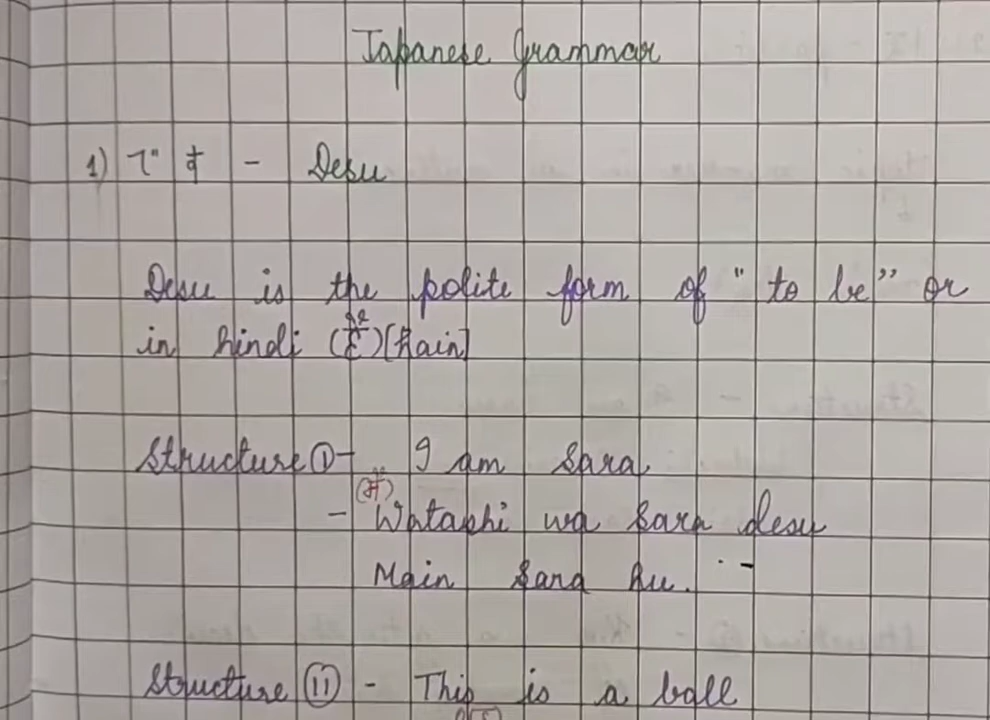 Japanese Grammar
1) です - Desu
Desu is the polite form of "to be" or
in hindi (है) [hain]
Structure ① - I am Sara
(मैं)
- Watashi wa Sara desu
Main Sara hu.
Structure ⑪ - This is a ball